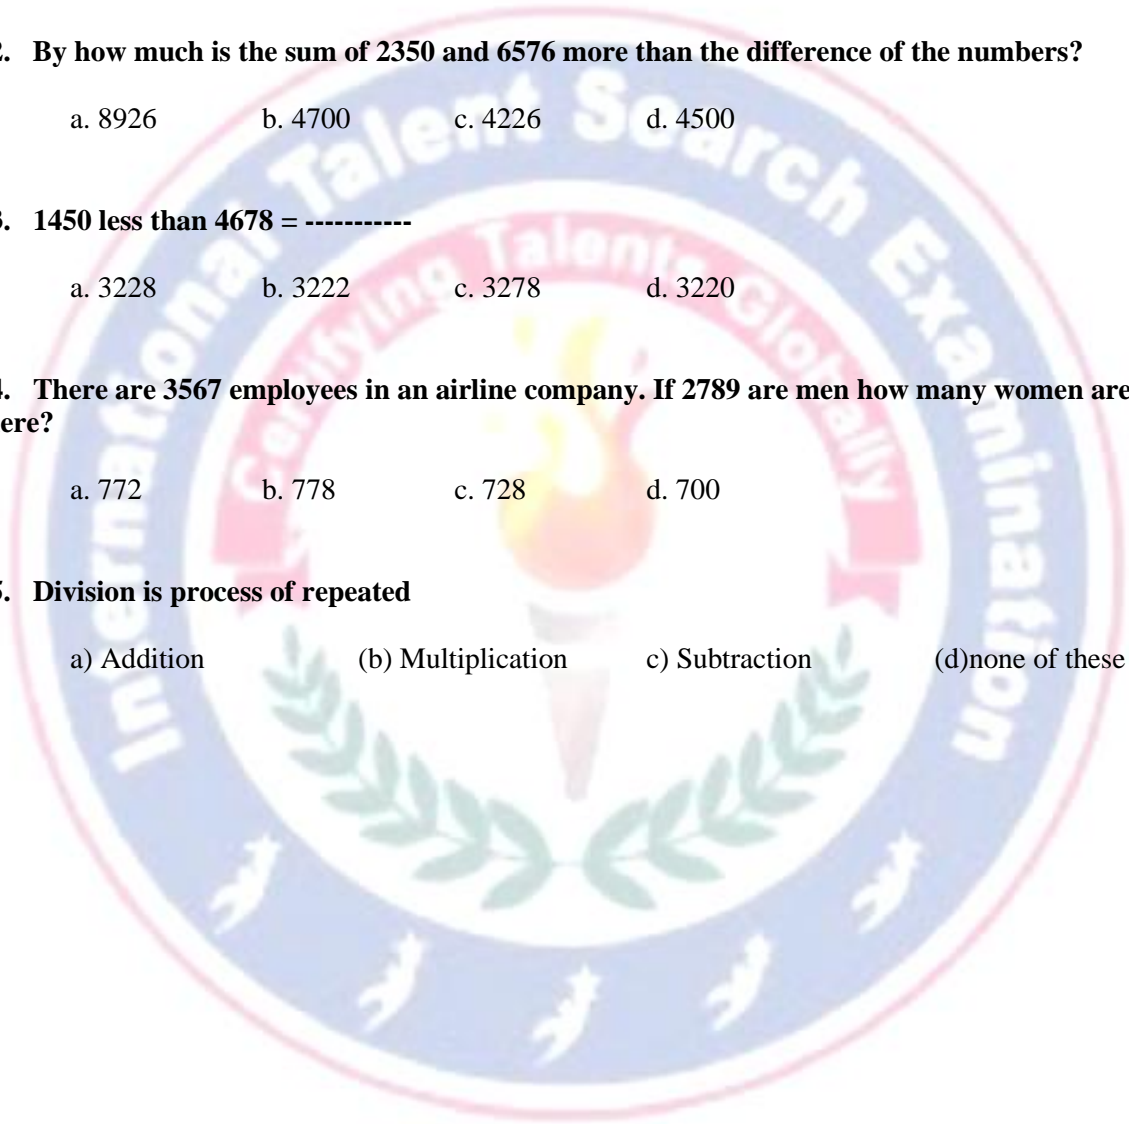 2. By how much is the sum of 2350 and 6576 more than the difference of the numbers?
a. 8926 b. 4700 c. 4226 d. 4500
3. 1450 less than 4678 = -----------
a. 3228 b. 3222 c. 3278 d. 3220
4. There are 3567 employees in an airline company. If 2789 are men how many women are
ere?
a. 772 b. 778 c. 728 d. 700
5. Division is process of repeated
a) Addition (b) Multiplication c) Subtraction (d)none of these
International Talent Search Examination
Certifying Talents Globally